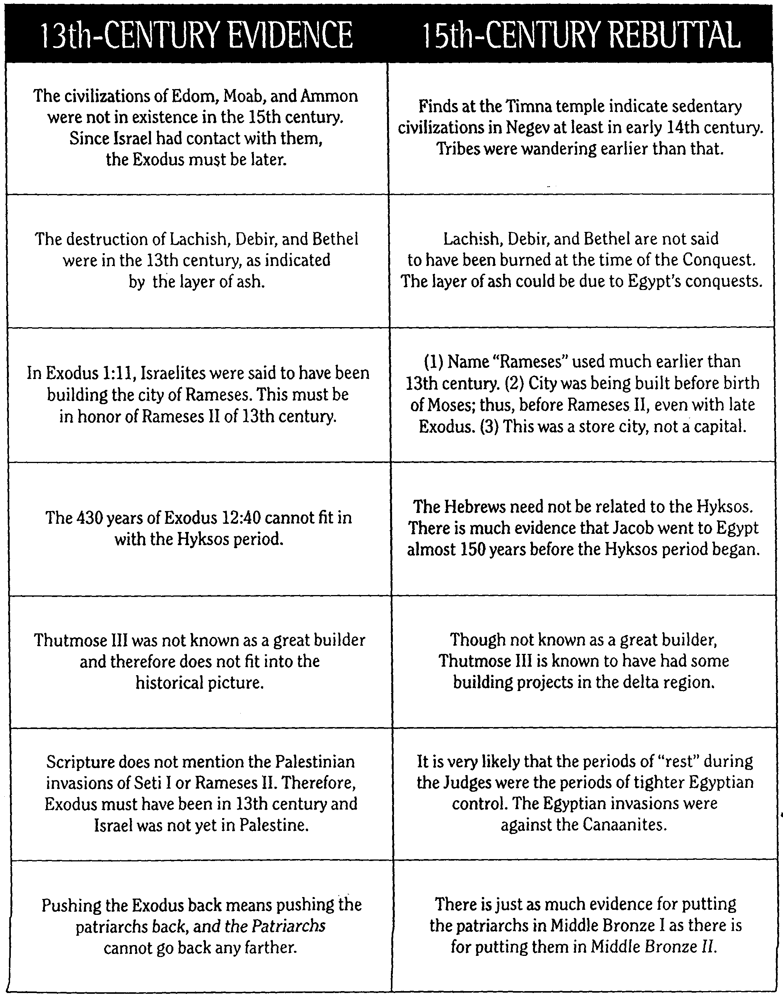 13th-CENTURY EVIDENCE
15th-CENTURY REBUTTAL
The civilizations of Edom, Moab, and Ammon
were not in existence in the 15th century.
Since Israel had contact with them,
the Exodus must be later.
Finds at the Timna temple indicate sedentary
civilizations in Negev at least in early 14th century.
Tribes were wandering earlier than that.
The destruction of Lachish, Debir, and Bethel
were in the 13th century, as indicated
by the layer of ash.
Lachish, Debir, and Bethel are not said
to have been burned at the time of the Conquest.
The layer of ash could be due to Egypt's conquests.
In Exodus 1:11, Israelites were said to have been
building the city of Rameses. This must be
in honor of Rameses II of 13th century.
(1) Name “Rameses” used much earlier than
13th century. (2) City was being built before birth
of Moses; thus, before Rameses II, even with late
Exodus. (3) This was a store city, not a capital.
The 430 years of Exodus 12:40 cannot fit in
with the Hyksos period.
The Hebrews need not be related to the Hyksos.
There is much evidence that Jacob went to Egypt
almost 150 years before the Hyksos period began.
Thutmose III was not known as a great builder
and therefore does not fit into the
historical picture.
Though not known as a great builder,
Thutmose III is known to have had some
building projects in the delta region.
Scripture does not mention the Palestinian
invasions of Seti I or Rameses II. Therefore,
Exodus must have been in 13th century and
Israel was not yet in Palestine.
It is very likely that the periods of “rest” during
the Judges were the periods of tighter Egyptian
control. The Egyptian invasions were
against the Canaanites.
Pushing the Exodus back means pushing the
patriarchs back, and the Patriarchs
cannot go back any farther.
There is just as much evidence for putting
the patriarchs in Middle Bronze I as there is
for putting them in Middle Bronze II.